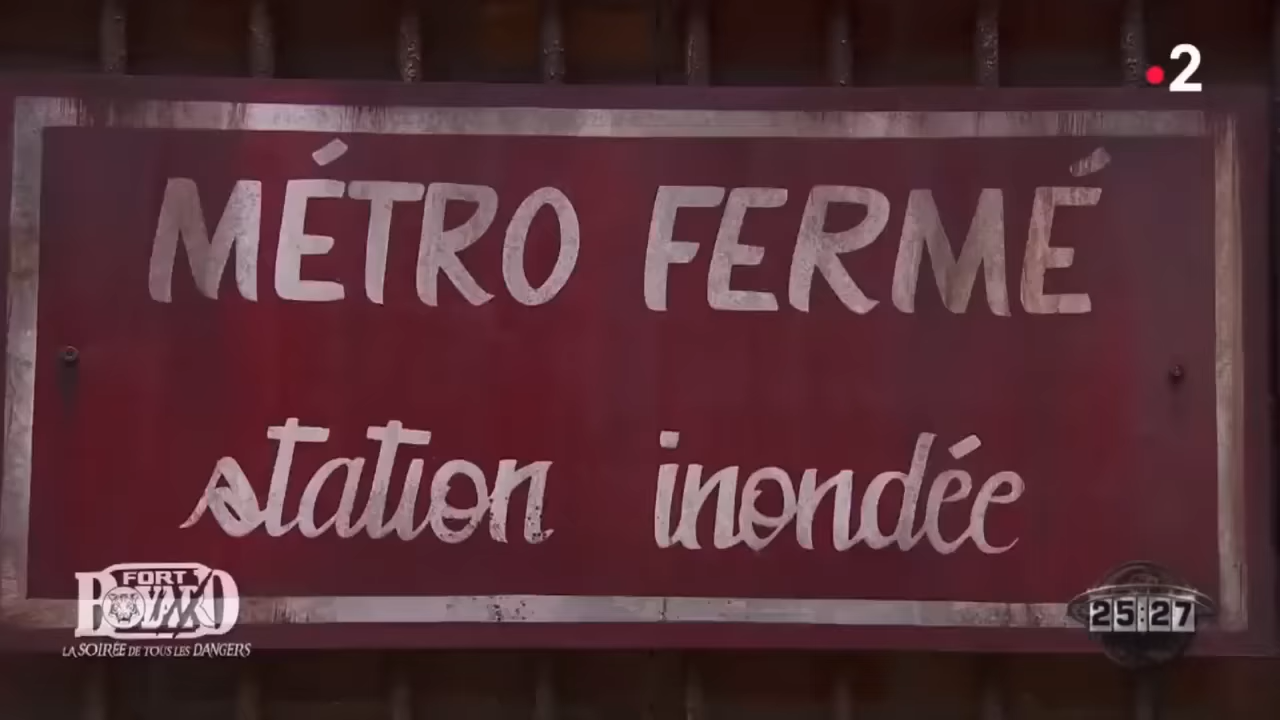 2
MÉTRO FERMÉ
station inondée
FORT
BOYARD
LA SOIRÉE DE TOUS LES DANGERS
25:27